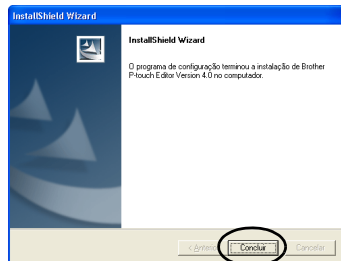 InstallShield Wizard
InstallShield Wizard
O programa de configuração terminou a instalação de Brother
P-touch Editor Version 4.0 no computador.
< Anterior
Concluir
Cancelar